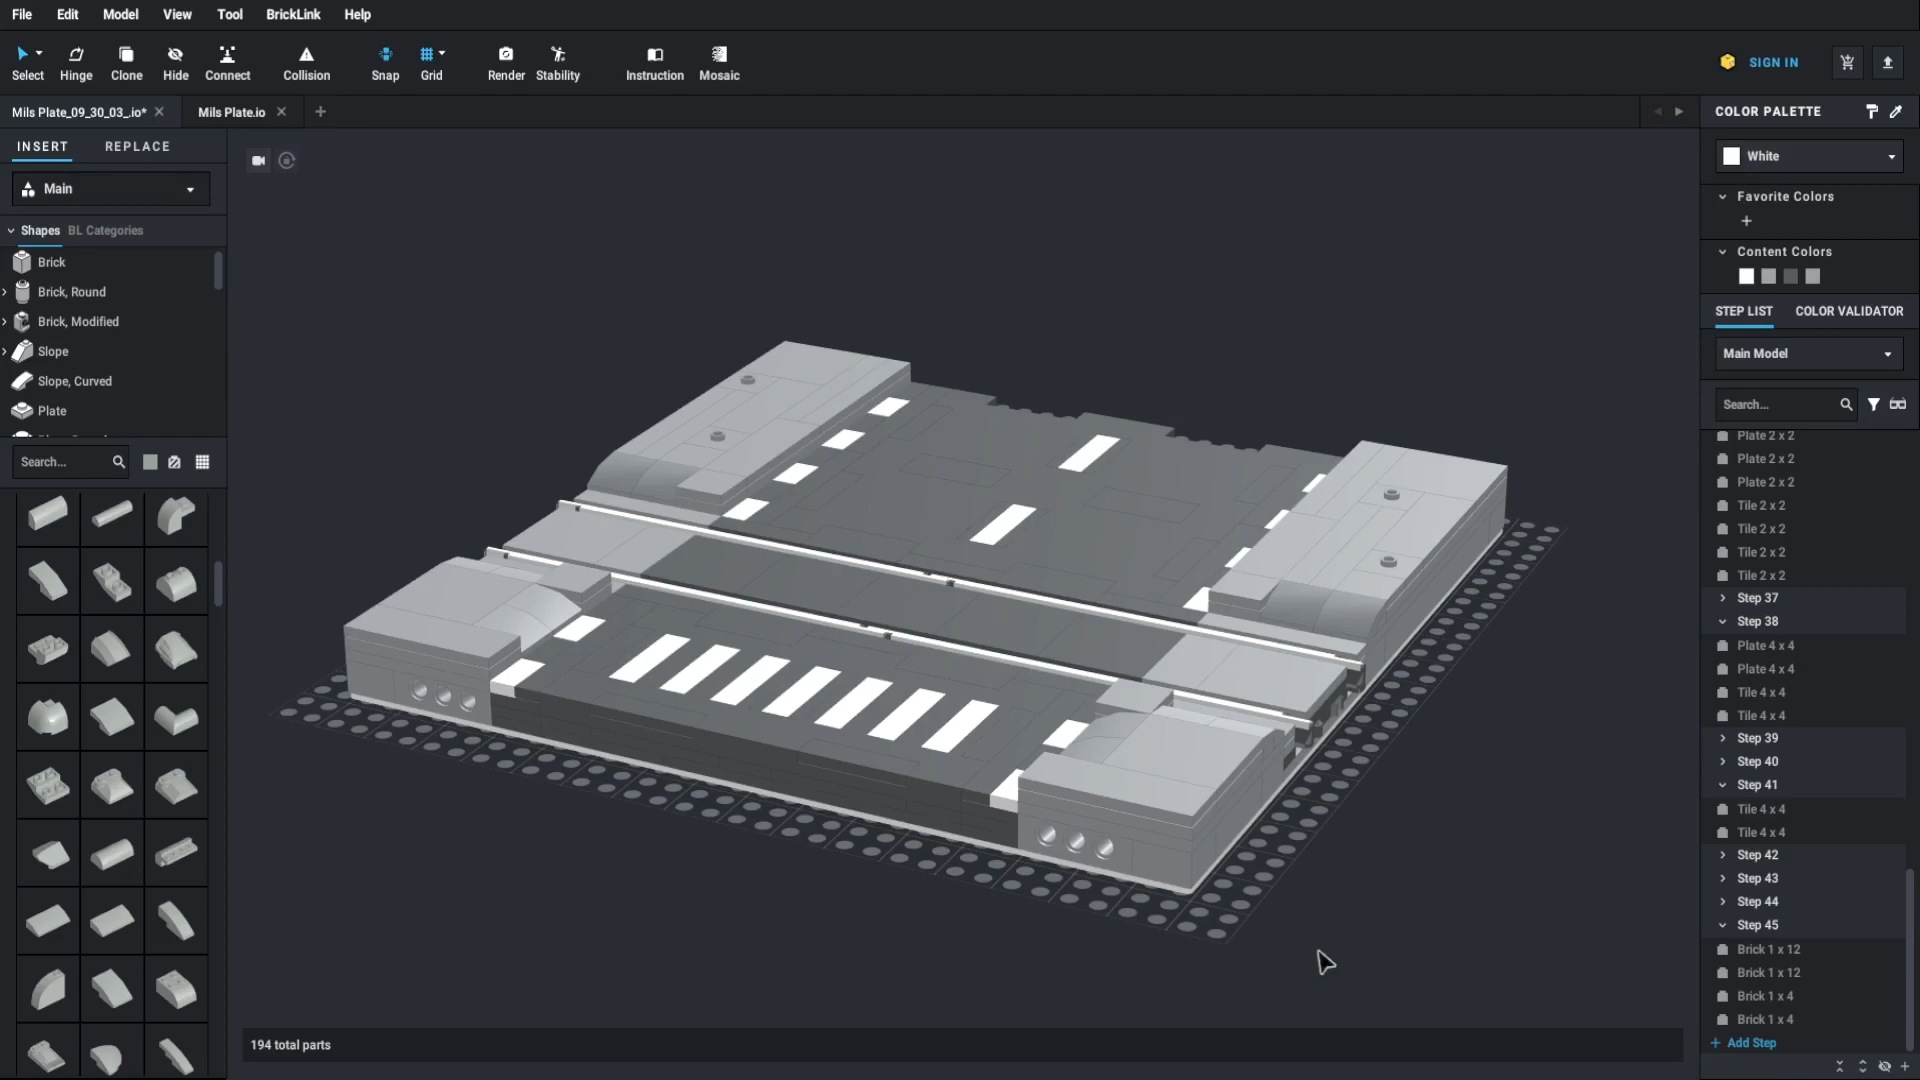 File Edit Model View Tool BrickLink Help
Select Hinge Clone Hide Connect Collision Snap Grid Render Stability Instruction Mosaic SIGN IN
Mils Plate_09_30_03_.io* Mils Plate.io
INSERT REPLACE
Main
Shapes BL Categories
Brick
Brick, Round
Brick, Modified
Slope
Slope, Curved
Plate
Search...
194 total parts
COLOR PALETTE
White
Favorite Colors
Content Colors
STEP LIST COLOR VALIDATOR
Main Model
Search...
Plate 2 x 2
Plate 2 x 2
Plate 2 x 2
Tile 2 x 2
Tile 2 x 2
Tile 2 x 2
Tile 2 x 2
Step 37
Step 38
Plate 4 x 4
Plate 4 x 4
Tile 4 x 4
Tile 4 x 4
Step 39
Step 40
Step 41
Tile 4 x 4
Tile 4 x 4
Step 42
Step 43
Step 44
Step 45
Brick 1 x 12
Brick 1 x 12
Brick 1 x 4
Brick 1 x 4
+ Add Step